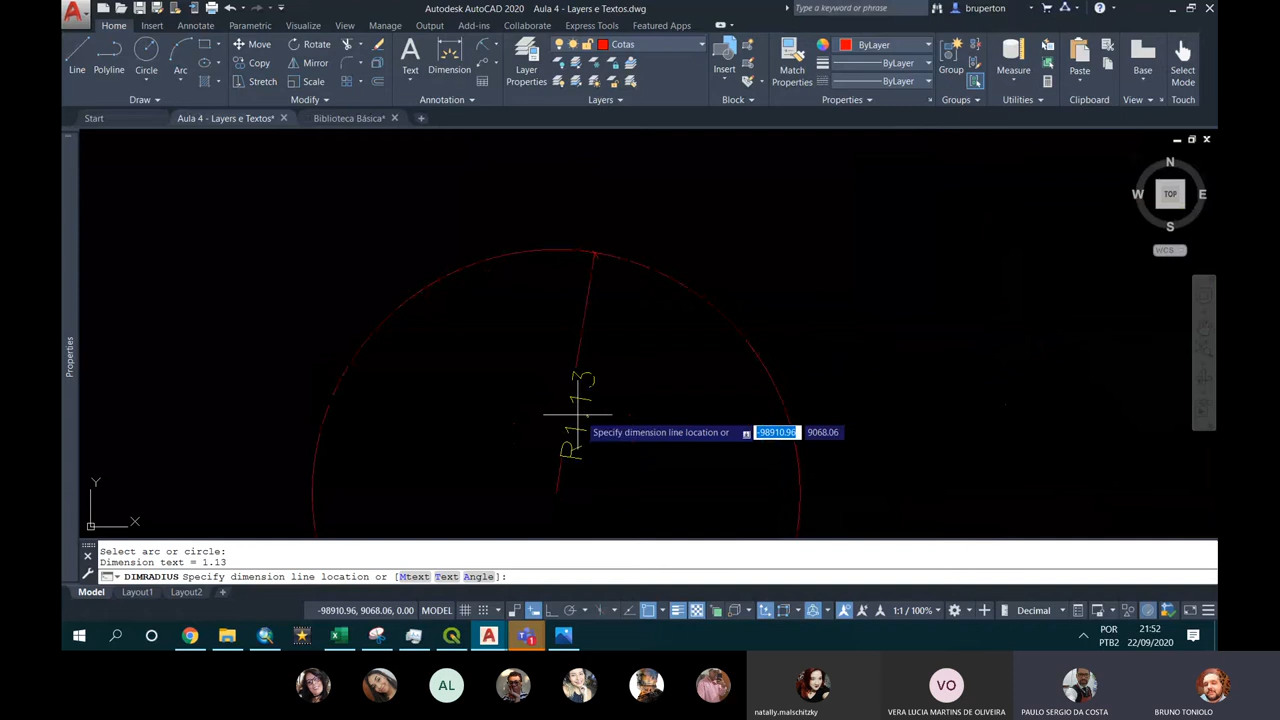 Autodesk AutoCAD 2020 Aula 4 - Layers e Textos.dwg
Type a keyword or phrase
bruperton
Home Insert Annotate Parametric Visualize View Manage Output Add-ins Collaborate Express Tools Featured Apps
Line Polyline Circle Arc
Move Rotate
Copy Mirror
Stretch Scale
Text Dimension
Layer Properties
Cotas
Insert
Match Properties
ByLayer
ByLayer
ByLayer
Group
Measure
Paste
Base
Select Mode
Draw Modify Annotation Layers Block Properties Groups Utilities Clipboard View Touch
Start Aula 4 - Layers e Textos* Biblioteca Básica*
N
W TOP E
S
WCS
Properties
R1.13
Specify dimension line location or -98910.96 9068.06
Y
X
Select arc or circle:
Dimension text = 1.13
DIMRADIUS Specify dimension line location or [Mtext Text Angle]:
Model Layout1 Layout2
-98910.96, 9068.06, 0.00 MODEL 1:1 / 100% Decimal
POR 21:52
PTB2 22/09/2020
AL VO
natally.malschitzky VERA LUCIA MARTINS DE OLIVEIRA PAULO SERGIO DA COSTA BRUNO TONIOLO